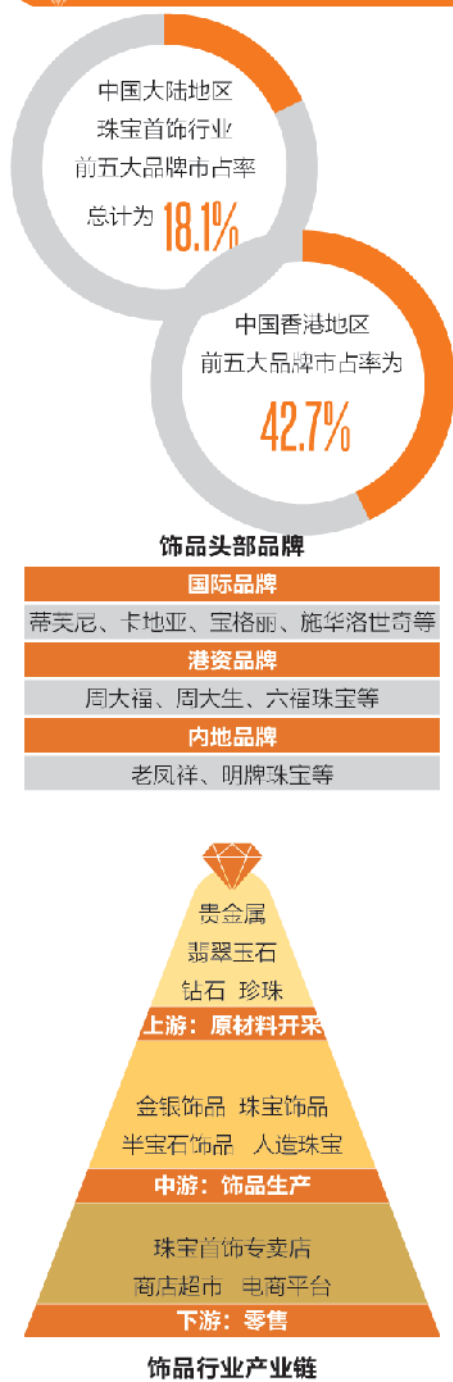 中国大陆地区
珠宝首饰行业
前五大品牌市占率
总计为 18.1%
中国香港地区
前五大品牌市占率为
42.7%
饰品头部品牌
国际品牌
蒂芙尼、卡地亚、宝格丽、施华洛世奇等
港资品牌
周大福、周大生、六福珠宝等
内地品牌
老凤祥、明牌珠宝等
贵金属
翡翠玉石
钻石 珍珠
上游：原材料开采
金银饰品 珠宝饰品
半宝石饰品 人造珠宝
中游：饰品生产
珠宝首饰专卖店
商店超市 电商平台
下游：零售
饰品行业产业链